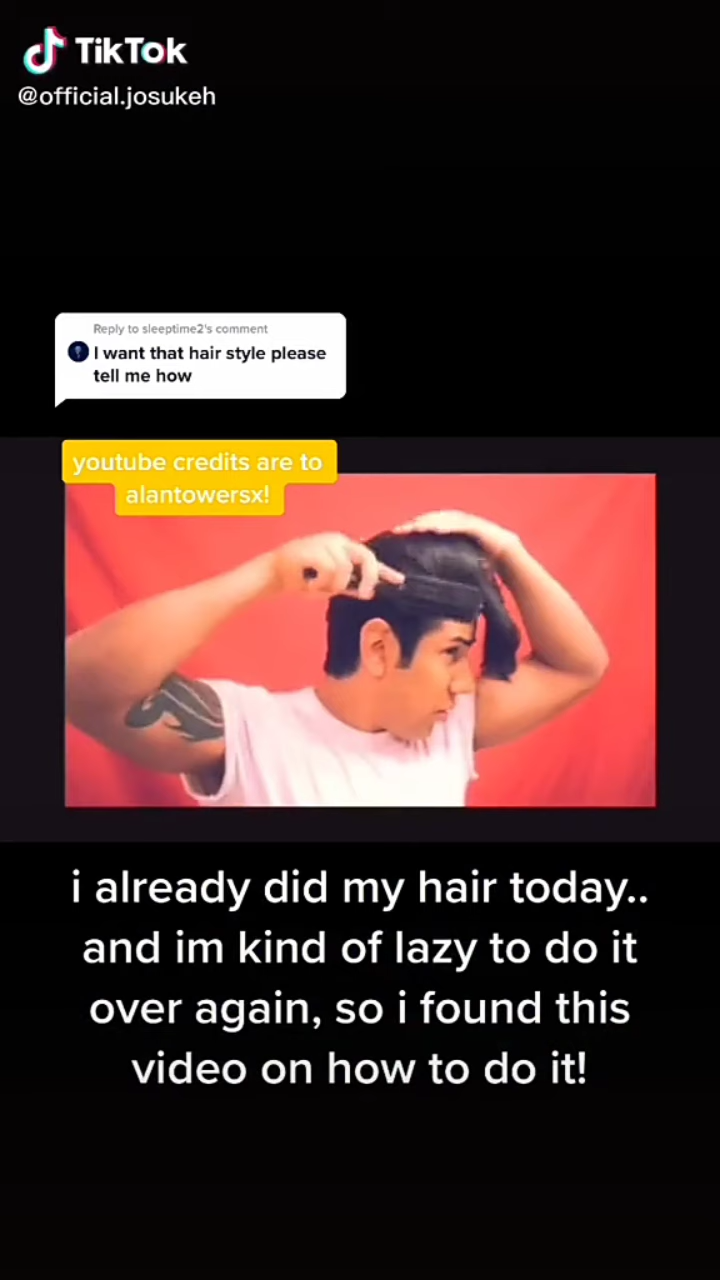 TikTok
@official.josukeh
Reply to sleeptime2's comment
I want that hair style please
tell me how
youtube credits are to
alantowersx!
i already did my hair today..
and im kind of lazy to do it
over again, so i found this
video on how to do it!